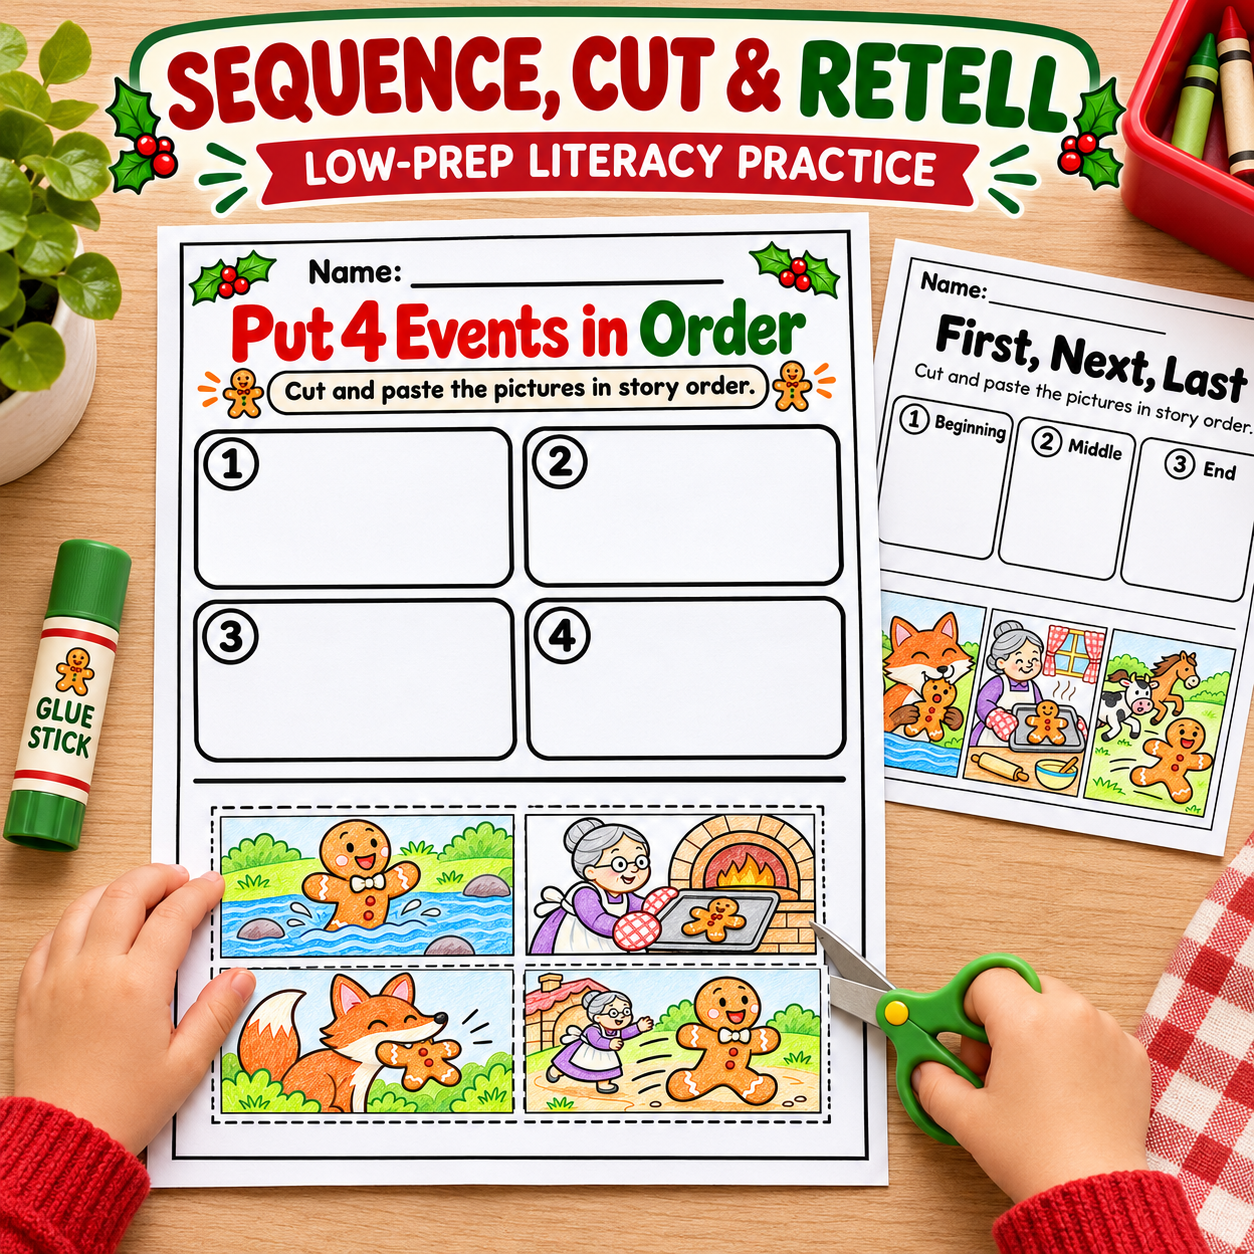 SEQUENCE, CUT & RETELL
LOW-PREP LITERACY PRACTICE
Name:
Put 4 Events in Order
Cut and paste the pictures in story order.
1
2
3
4
Name:
First, Next, Last
Cut and paste the pictures in story order.
1 Beginning
2 Middle
3 End
GLUE
STICK